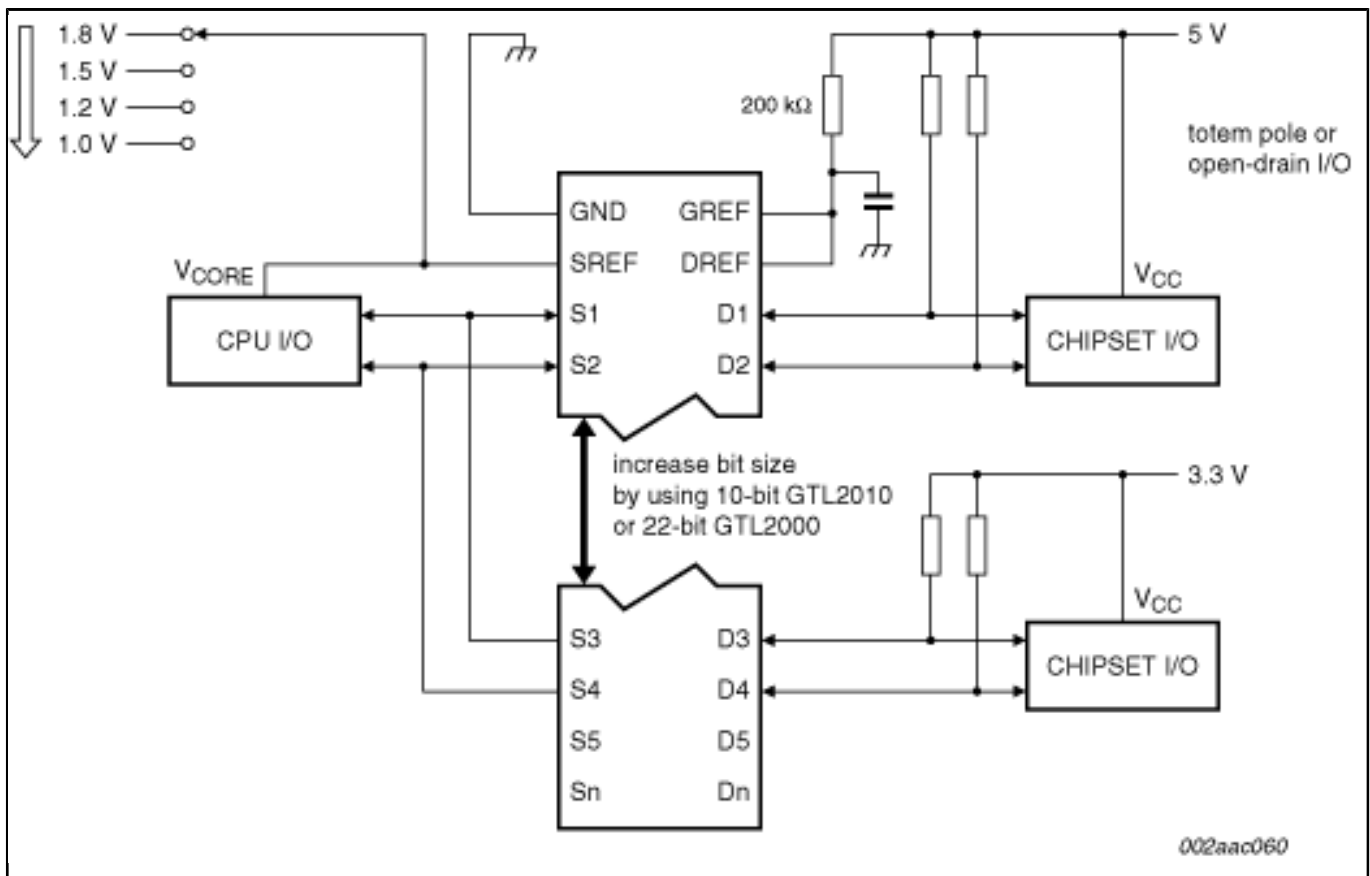 1.8 V
1.5 V
1.2 V
1.0 V
5 V
200 kΩ
totem pole or
open-drain I/O
GND
GREF
SREF
DREF
VCORE
VCC
S1
D1
CPU I/O
CHIPSET I/O
S2
D2
increase bit size
by using 10-bit GTL2010
or 22-bit GTL2000
3.3 V
VCC
S3
D3
CHIPSET I/O
S4
D4
S5
D5
Sn
Dn
002aac060